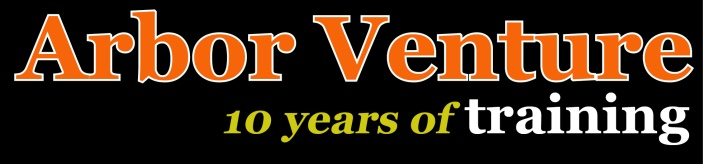 Arbor Venture
10 years of training